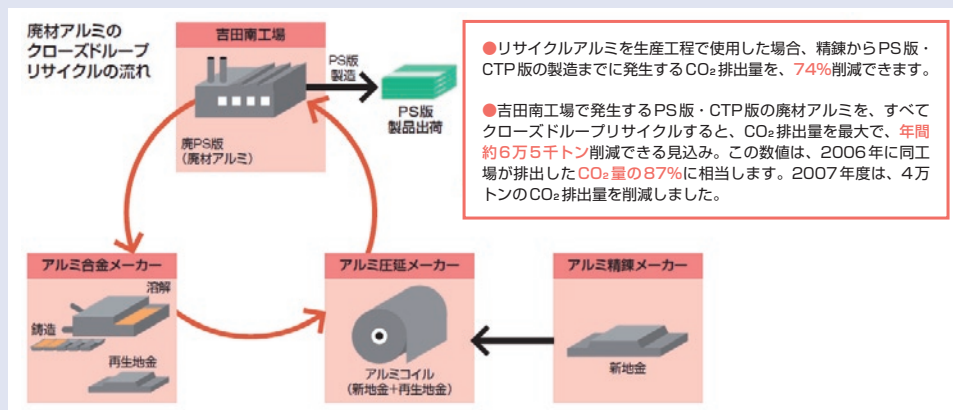 廃材アルミの
クローズドループ
リサイクルの流れ
吉田南工場
PS版
製造
PS版
製品出荷
廃PS版
(廃材アルミ)
●リサイクルアルミを生産工程で使用した場合、精錬からPS版・
CTP版の製造までに発生するCO₂排出量を、74%削減できます。
●吉田南工場で発生するPS版・CTP版の廃材アルミを、すべて
クローズドループリサイクルすると、CO₂排出量を最大で、年間
約6万5千トン削減できる見込み。この数値は、2006年に同工
場が排出したCO₂量の87%に相当します。2007年度は、4万
トンのCO₂排出量を削減しました。
アルミ合金メーカー
溶解
鋳造
再生地金
アルミ圧延メーカー
アルミコイル
(新地金+再生地金)
アルミ精錬メーカー
新地金